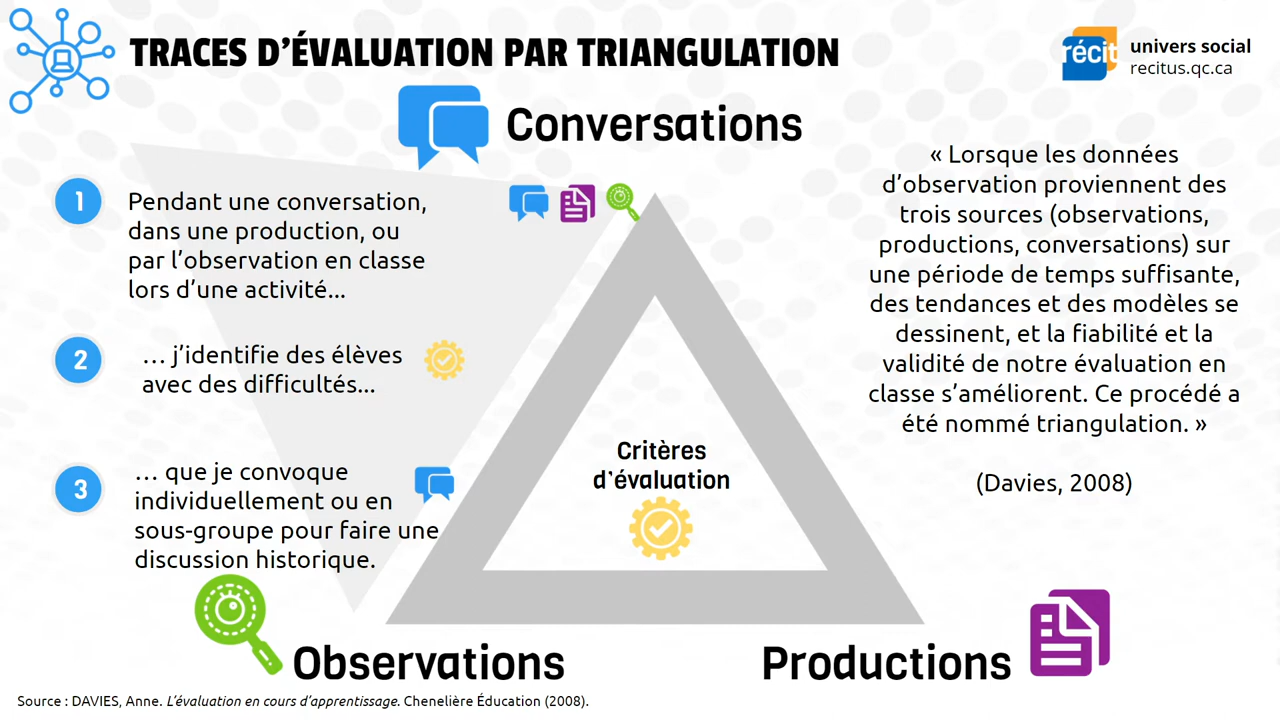 TRACES D'ÉVALUATION PAR TRIANGULATION
récit
univers social
recitus.qc.ca
Conversations
1
Pendant une conversation,
dans une production, ou
par l'observation en classe
lors d'une activité...
2
... j'identifie des élèves
avec des difficultés...
3
... que je convoque
individuellement ou en
sous-groupe pour faire une
discussion historique.
Critères
d'évaluation
« Lorsque les données
d'observation proviennent des
trois sources (observations,
productions, conversations) sur
une période de temps suffisante,
des tendances et des modèles se
dessinent, et la fiabilité et la
validité de notre évaluation en
classe s'améliorent. Ce procédé a
été nommé triangulation. »
(Davies, 2008)
Observations
Productions
Source : DAVIES, Anne. L'évaluation en cours d'apprentissage. Chenelière Éducation (2008).